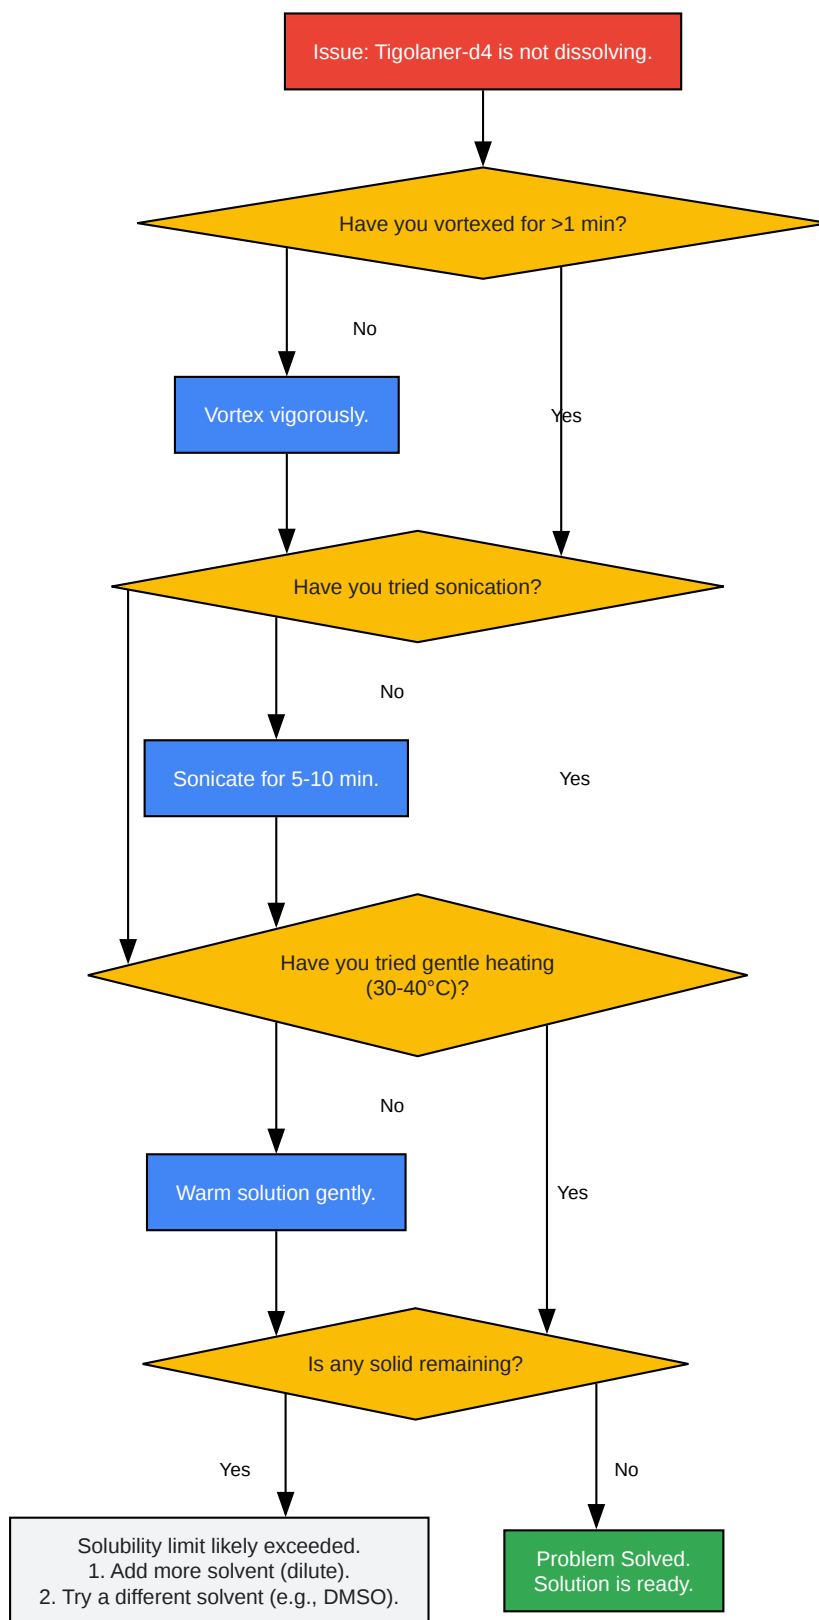 Issue: Tigolaner-d4 is not dissolving.
Have you vortexed for >1 min?
No
Vortex vigorously.
Yes
Have you tried sonication?
No
Sonicate for 5-10 min.
Yes
Have you tried gentle heating
(30-40°C)?
No
Warm solution gently.
Yes
Is any solid remaining?
Yes
No
Solubility limit likely exceeded.
1. Add more solvent (dilute).
2. Try a different solvent (e.g., DMSO).
Problem Solved.
Solution is ready.